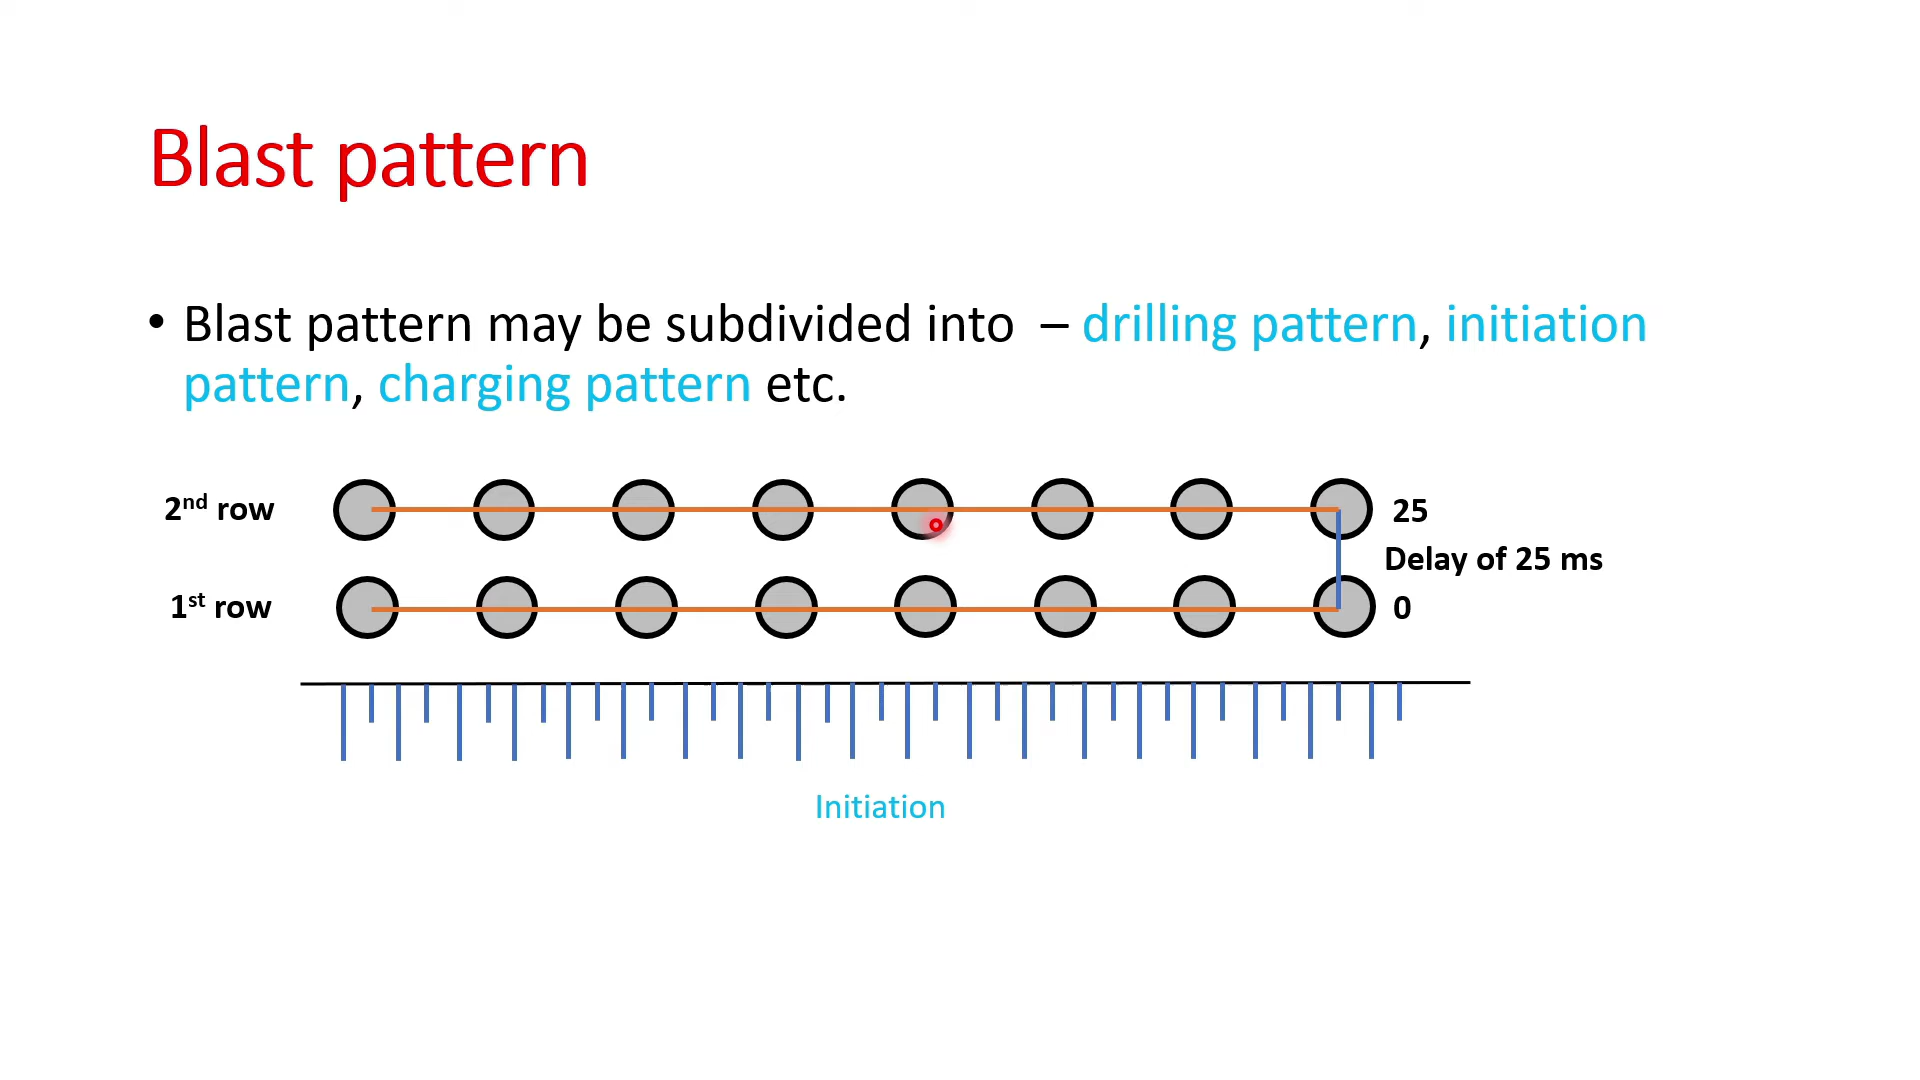 Blast pattern
• Blast pattern may be subdivided into – drilling pattern, initiation
pattern, charging pattern etc.
2nd row
25
Delay of 25 ms
1st row
0
Initiation